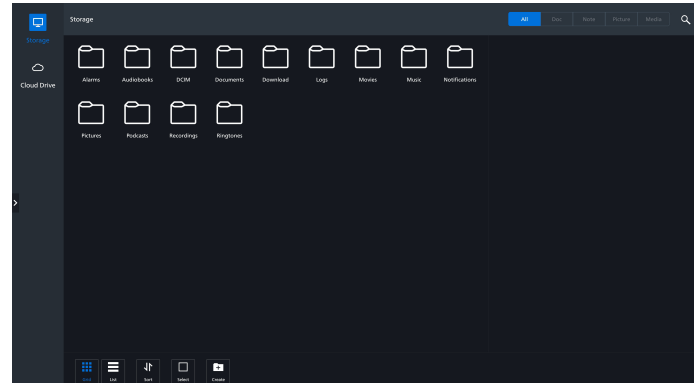 Storage
All Doc Note Picture Media
Storage
Cloud Drive
Alarms Audiobooks DCIM Documents Download Logs Movies Music Notifications
Pictures Podcasts Recordings Ringtones
Grid List Sort Select Create